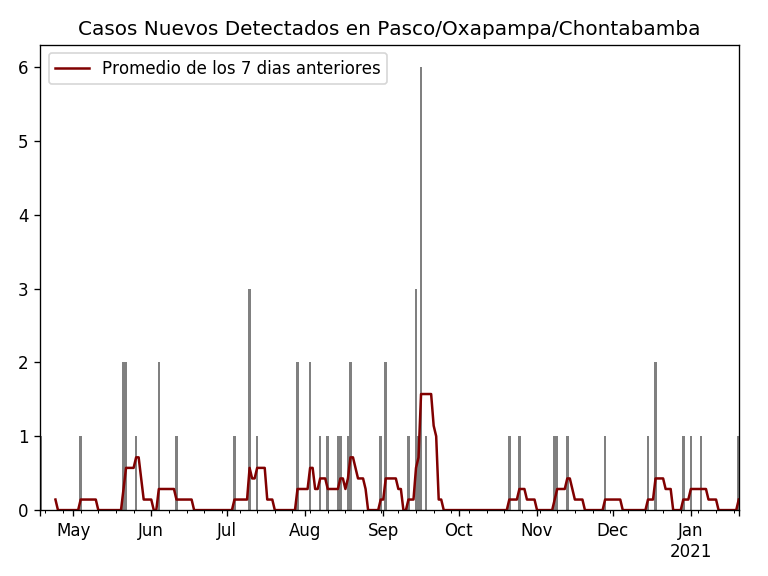 Casos Nuevos Detectados en Pasco/Oxapampa/Chontabamba
Promedio de los 7 dias anteriores
6
5
4
3
2
1
0
May Jun Jul Aug Sep Oct Nov Dec Jan
2021